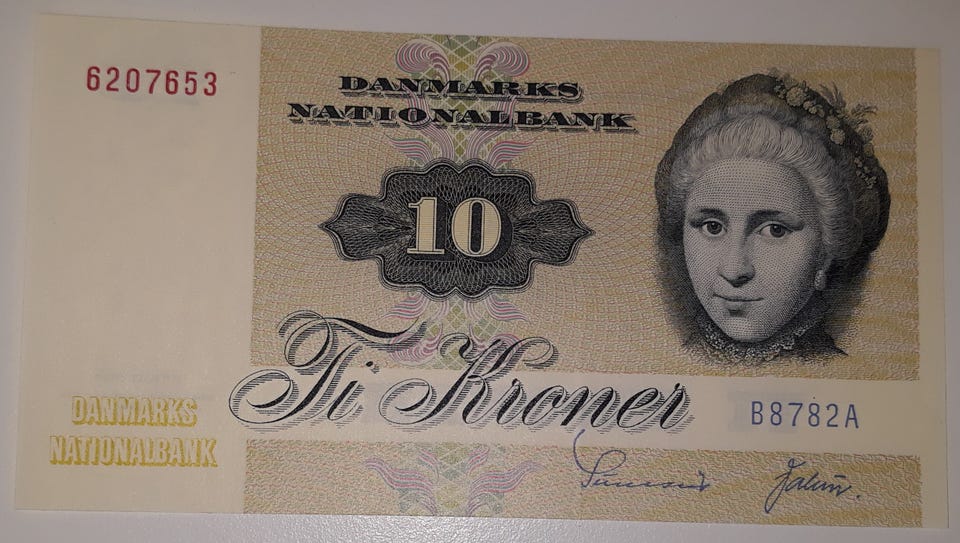 6207653
DANMARKS
NATIONALBANK
10
Ti Kroner
DANMARKS
NATIONALBANK
B8782A